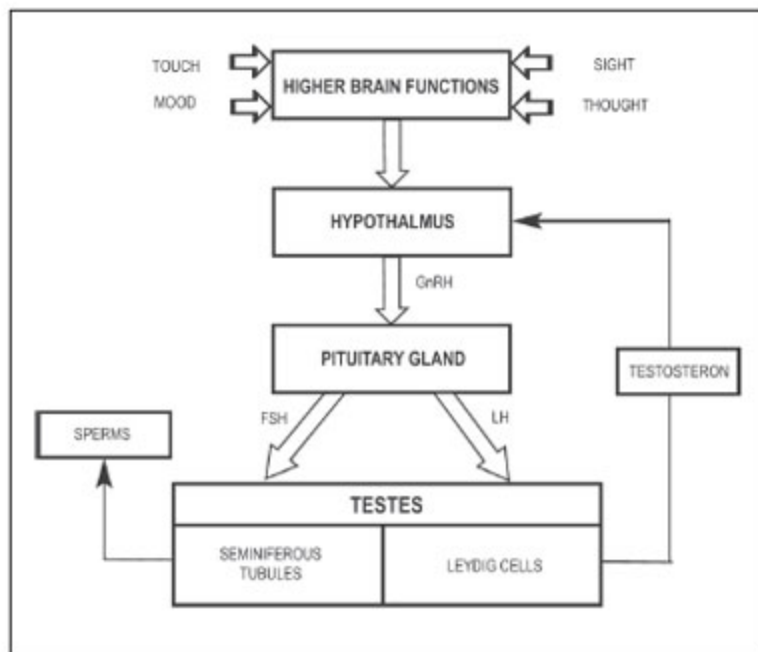 TOUCH
SIGHT
HIGHER BRAIN FUNCTIONS
MOOD
THOUGHT
HYPOTHALMUS
GnRH
PITUITARY GLAND
TESTOSTERON
FSH
LH
SPERMS
TESTES
SEMINIFEROUS
TUBULES
LEYDIG CELLS